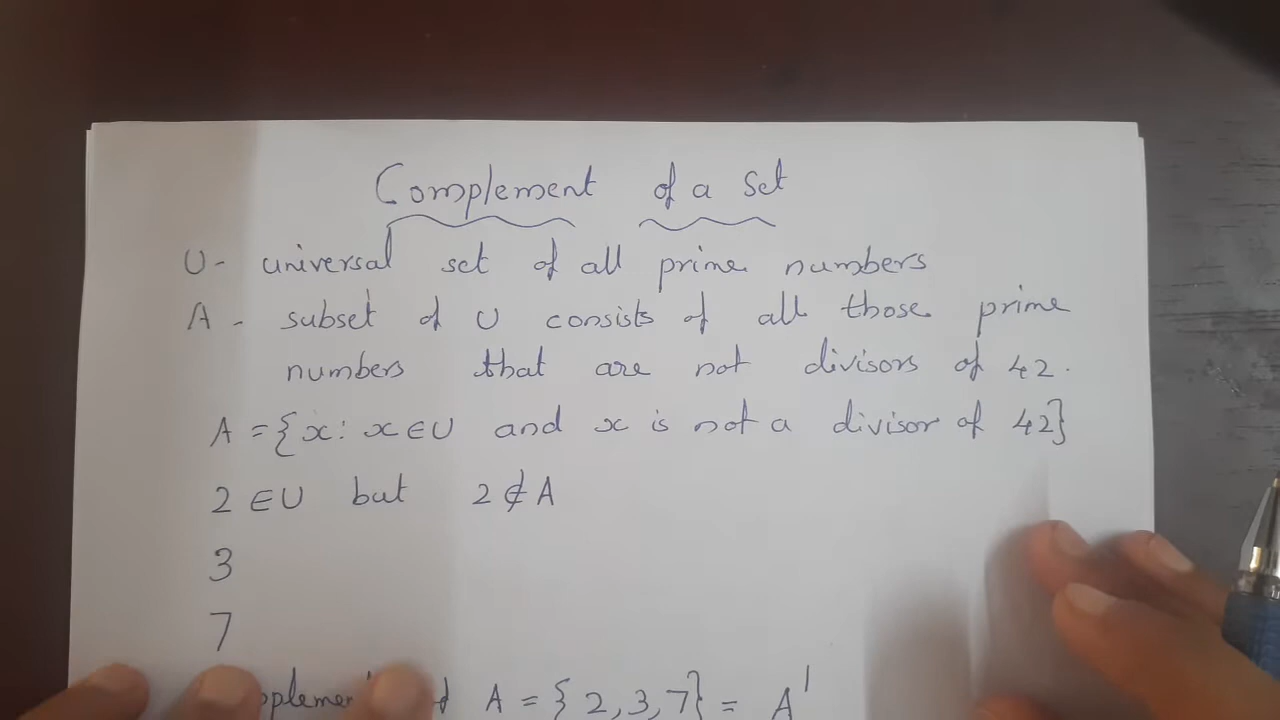 Complement of a Set
U - universal set of all prime numbers
A - subset of U consists of all those prime
numbers that are not divisors of 42.
A = {x: x ∈ U and x is not a divisor of 42}
2 ∈ U but 2 ∉ A
3
7
A = {2, 3, 7} = A'